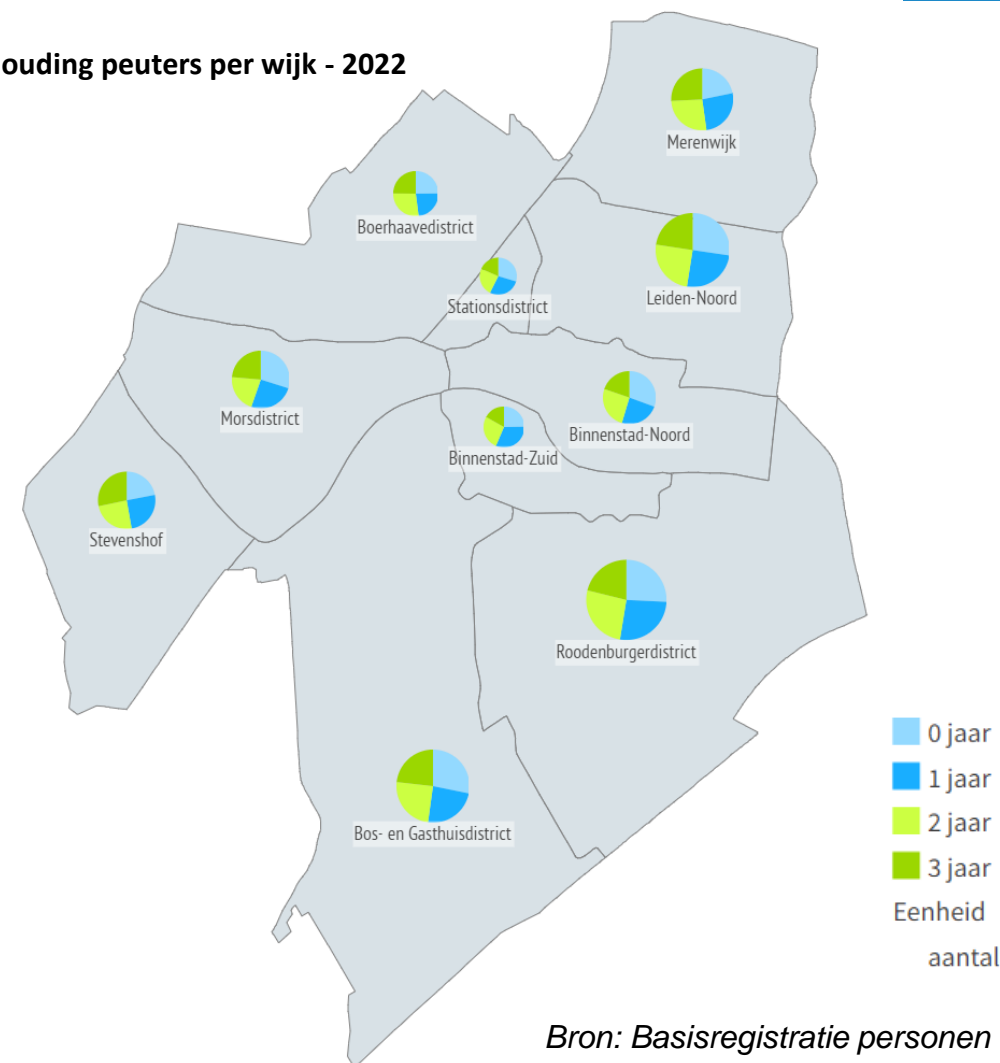 ouding peuters per wijk - 2022
Merenwijk
Boerhaavedistrict
Leiden-Noord
Stationsdistrict
Morsdistrict
Binnenstad-Noord
Binnenstad-Zuid
Stevenshof
Roodenburgerdistrict
Bos- en Gasthuisdistrict
0 jaar
1 jaar
2 jaar
3 jaar
Eenheid
aantal
Bron: Basisregistratie personen